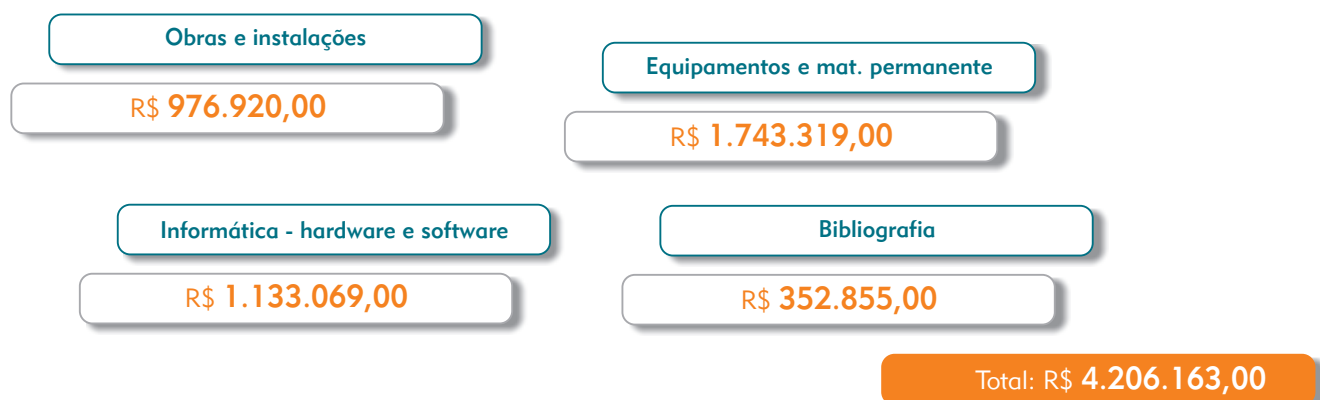 Obras e instalações
R$ 976.920,00
Equipamentos e mat. permanente
R$ 1.743.319,00
Informática - hardware e software
R$ 1.133.069,00
Bibliografia
R$ 352.855,00
Total: R$ 4.206.163,00